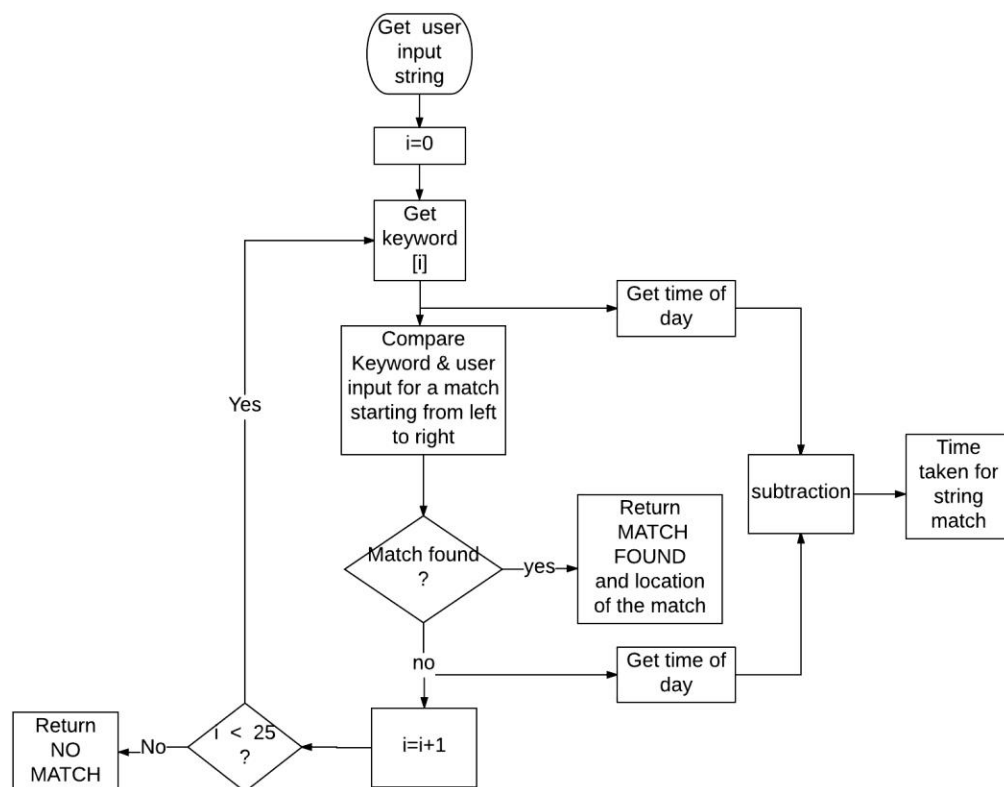 Get user
input
string
i=0
Get
keyword
[i]
Get time of
day
Compare
Keyword & user
input for a match
starting from left
to right
Yes
Time
taken for
string
match
subtraction
Return
MATCH
FOUND
and location
of the match
Match found
?
yes
no
Get time of
day
Return
NO
MATCH
No
i < 25
?
i=i+1